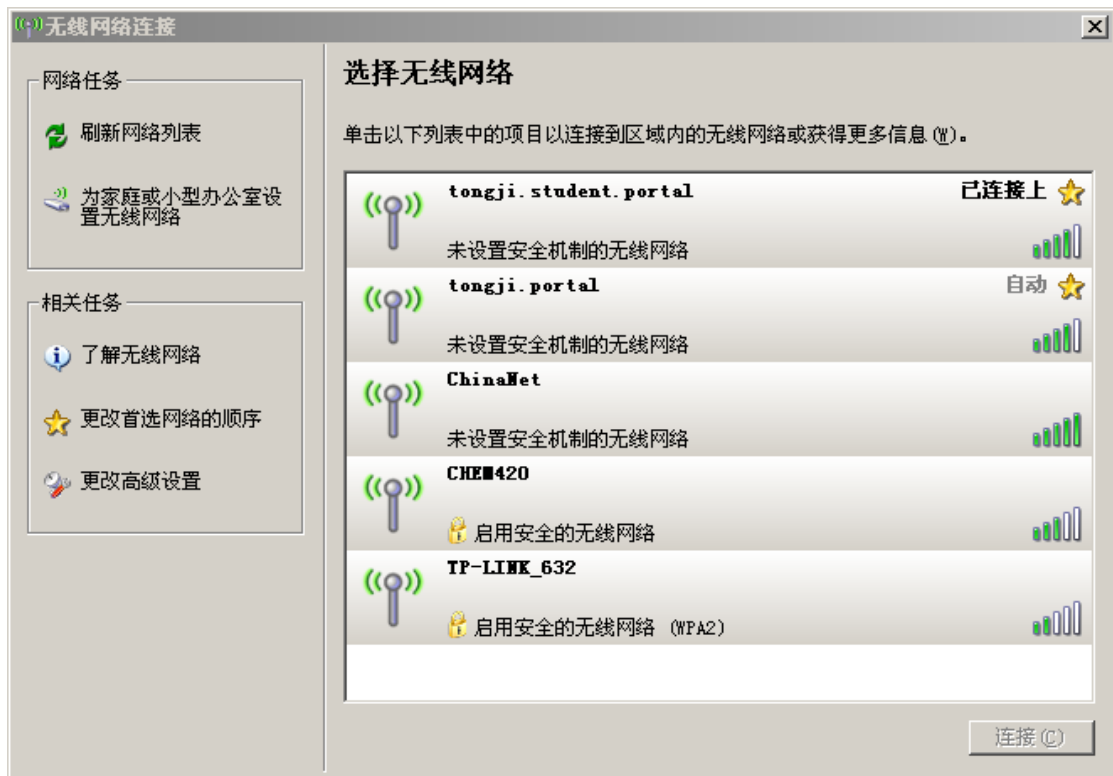 无线网络连接
网络任务
刷新网络列表
为家庭或小型办公室设
置无线网络
相关任务
了解无线网络
更改首选网络的顺序
更改高级设置
选择无线网络
单击以下列表中的项目以连接到区域内的无线网络或获得更多信息(W)。
tongji.student.portal 已连接上
未设置安全机制的无线网络
tongji.portal 自动
未设置安全机制的无线网络
ChinaNet
未设置安全机制的无线网络
CHEM420
启用安全的无线网络
TP-LINK_632
启用安全的无线网络 (WPA2)
连接(C)